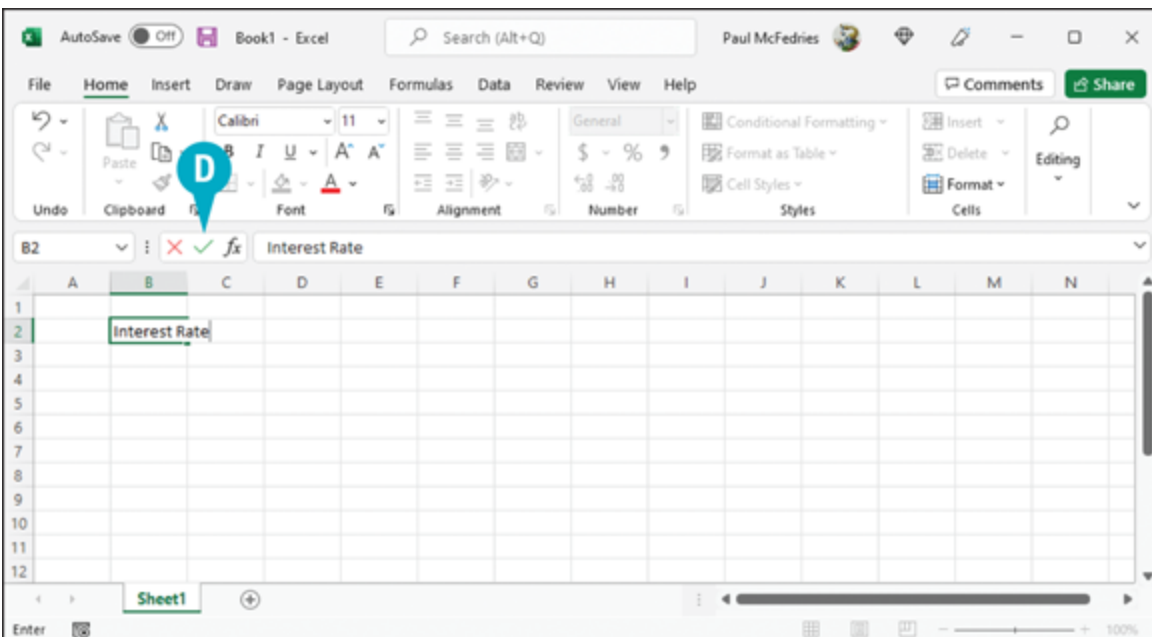 AutoSave Off Book1 - Excel Search (Alt+Q) Paul McFedries
File Home Insert Draw Page Layout Formulas Data Review View Help Comments Share
Calibri 11 General Conditional Formatting Insert
Paste B I U A A $ % 9 Format as Table Delete Editing
D
A Cell Styles Format
Undo Clipboard Font Alignment Number Styles Cells
B2 fx Interest Rate
A B C D E F G H I J K L M N
1
2 Interest Rate
3
4
5
6
7
8
9
10
11
12
Sheet1
Enter 100%